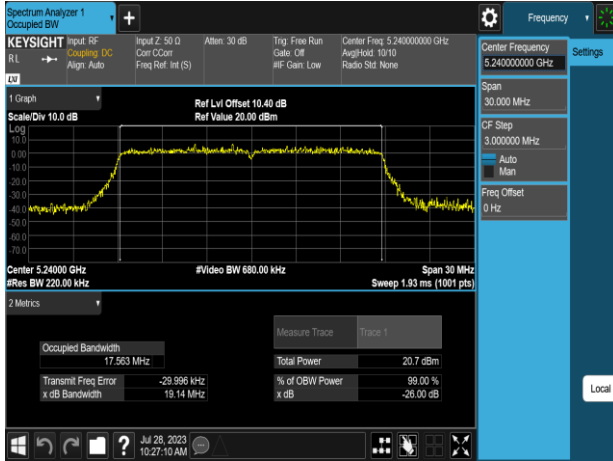 Spectrum Analyzer 1
Occupied BW
Frequency
KEYSIGHT
RL
LXI
Input: RF
Coupling: DC
Align: Auto
Input Z: 50 Ω
Corr CCorr
Freq Ref: Int (S)
Atten: 30 dB
Trig: Free Run
Gate: Off
#IF Gain: Low
Center Freq: 5.240000000 GHz
Avg|Hold: 10/10
Radio Std: None
Center Frequency
5.240000000 GHz
Settings
Span
30.000 MHz
CF Step
3.000000 MHz
Auto
Man
Freq Offset
0 Hz
Local
1 Graph
Scale/Div 10.0 dB
Ref Lvl Offset 10.40 dB
Ref Value 20.00 dBm
Log
10.0
0.00
-10.0
-20.0
-30.0
-40.0
-50.0
-60.0
-70.0
Center 5.24000 GHz
#Res BW 220.00 kHz
#Video BW 680.00 kHz
Span 30 MHz
Sweep 1.93 ms (1001 pts)
2 Metrics
Measure Trace
Trace 1
Occupied Bandwidth
17.563 MHz
Total Power
20.7 dBm
Transmit Freq Error
-29.996 kHz
% of OBW Power
99.00 %
x dB Bandwidth
19.14 MHz
x dB
-26.00 dB
?
Jul 28, 2023
10:27:10 AM